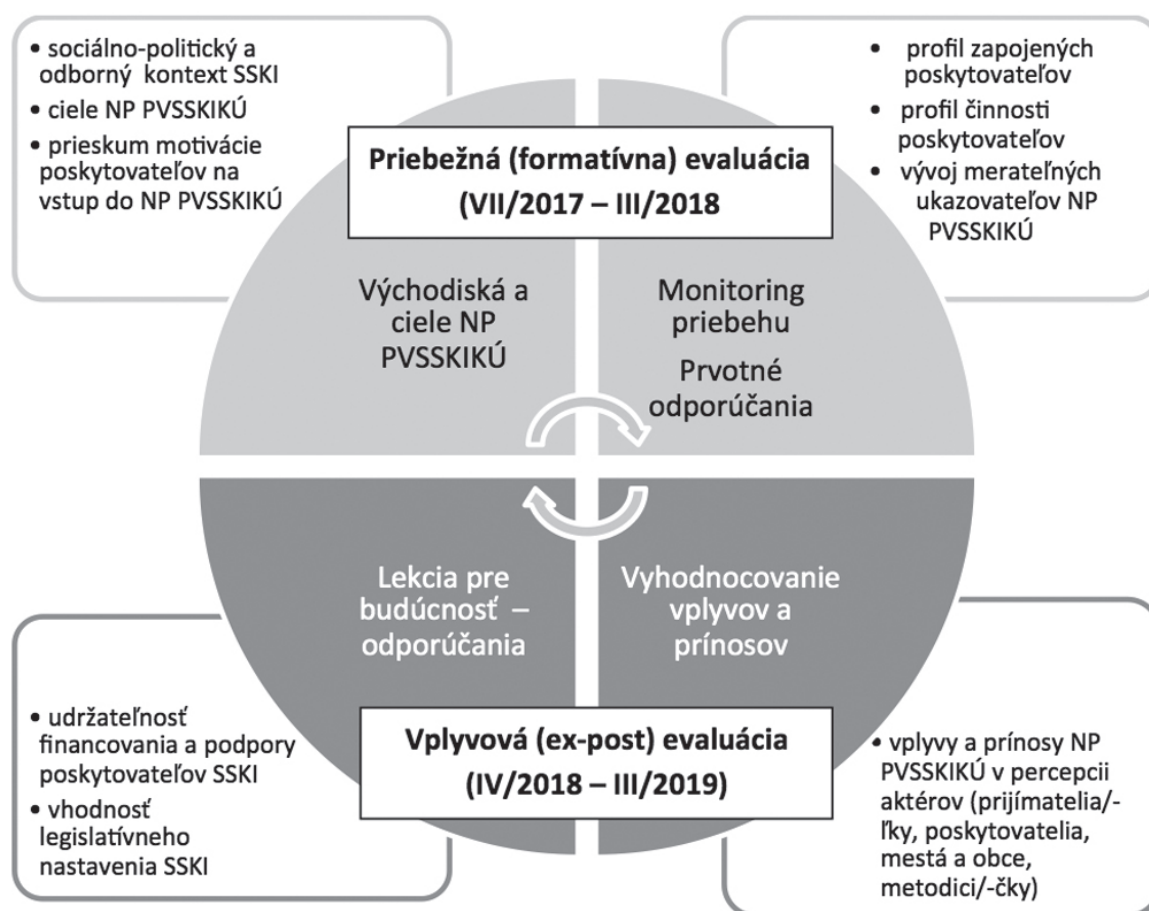 • sociálno-politický a
odborný kontext SSKI
• ciele NP PVSSKIKÚ
• prieskum motivácie
poskytovateľov na
vstup do NP PVSSKIKÚ
• profil zapojených
poskytovateľov
• profil činnosti
poskytovateľov
• vývoj merateľných
ukazovateľov NP
PVSSKIKÚ
Priebežná (formatívna) evaluácia
(VII/2017 – III/2018
Východiská a
ciele NP
PVSSKIKÚ
Monitoring
priebehu
Prvotné
odporúčania
Lekcia pre
budúcnosť –
odporúčania
Vyhodnocovanie
vplyvov a
prínosov
Vplyvová (ex-post) evaluácia
(IV/2018 – III/2019)
• udržateľnosť
financovania a podpory
poskytovateľov SSKI
• vhodnosť
legislatívneho
nastavenia SSKI
• vplyvy a prínosy NP
PVSSKIKÚ v percepcii
aktérov (prijímatelia/-
ľky, poskytovatelia,
mestá a obce,
metodici/-čky)